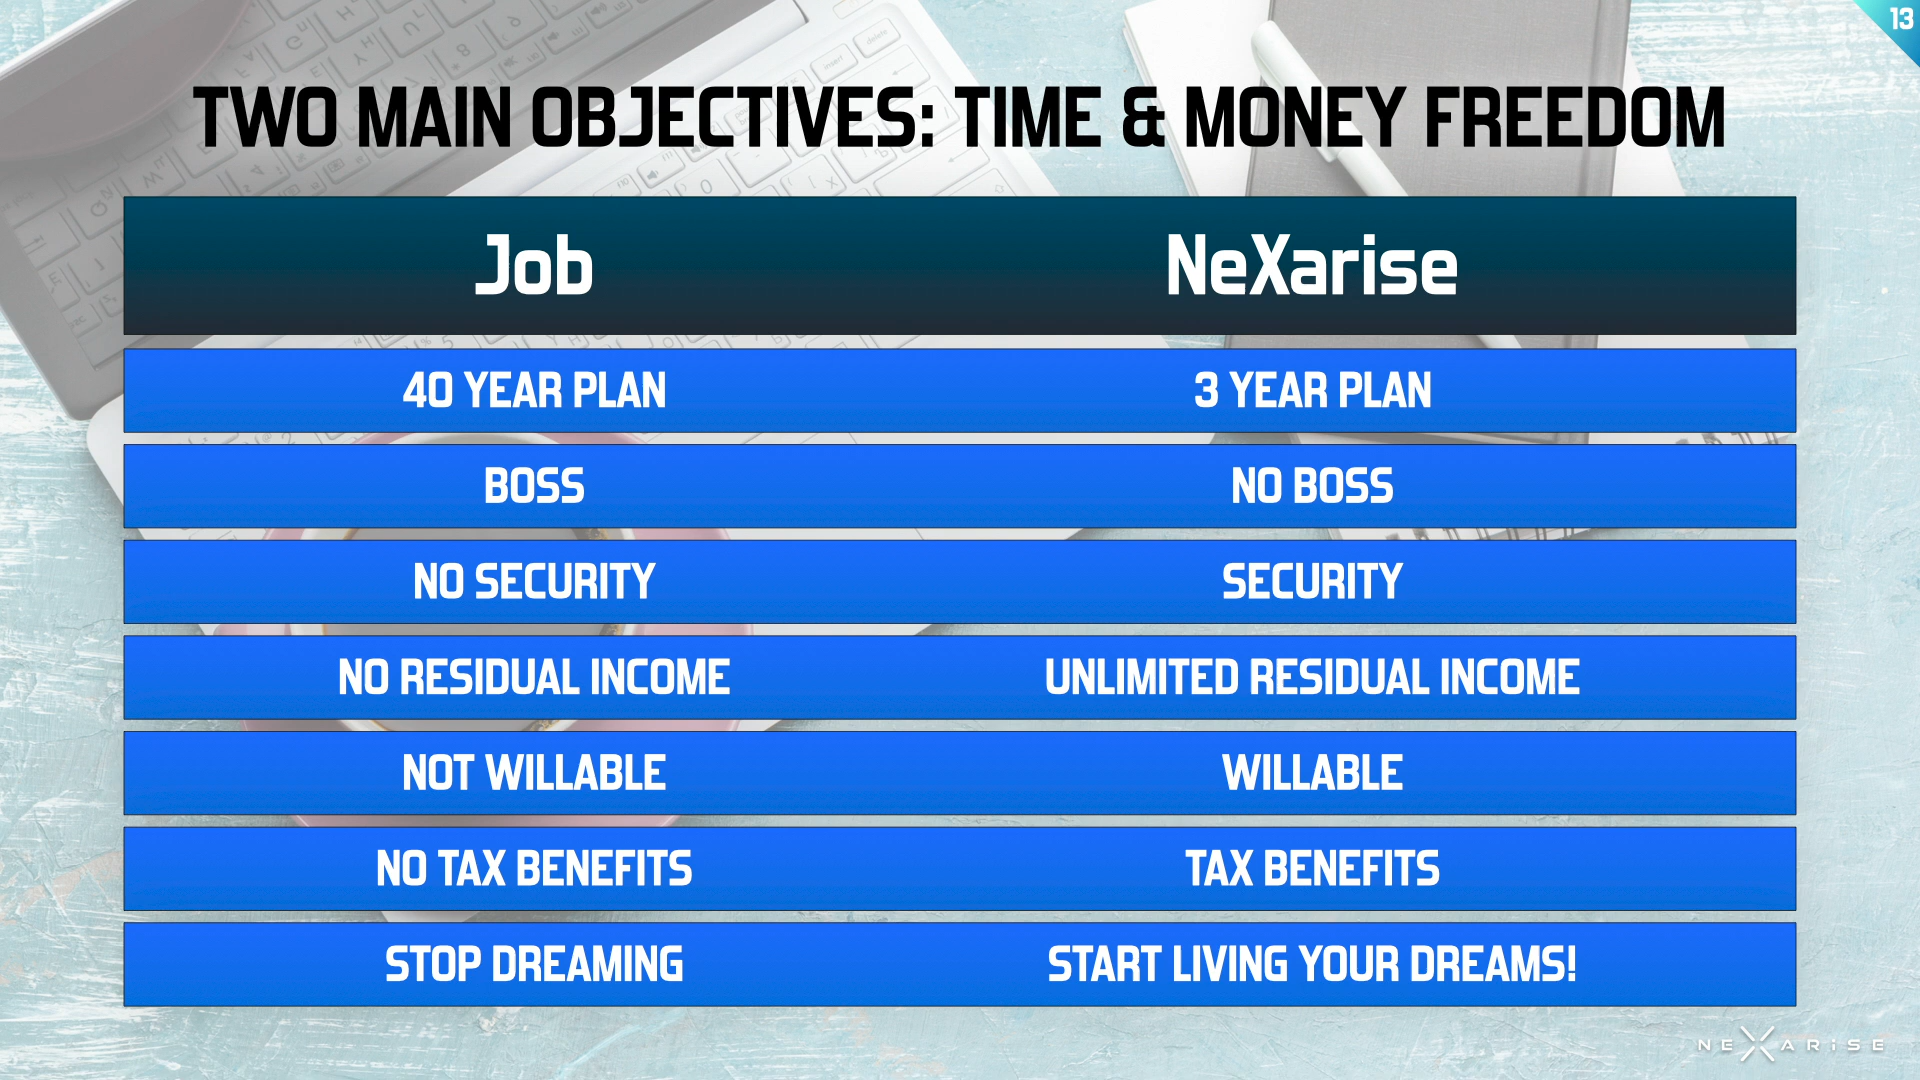 13
TWO MAIN OBJECTIVES: TIME & MONEY FREEDOM
Job NeXarise
40 YEAR PLAN 3 YEAR PLAN
BOSS NO BOSS
NO SECURITY SECURITY
NO RESIDUAL INCOME UNLIMITED RESIDUAL INCOME
NOT WILLABLE WILLABLE
NO TAX BENEFITS TAX BENEFITS
STOP DREAMING START LIVING YOUR DREAMS!
NEXARiSE